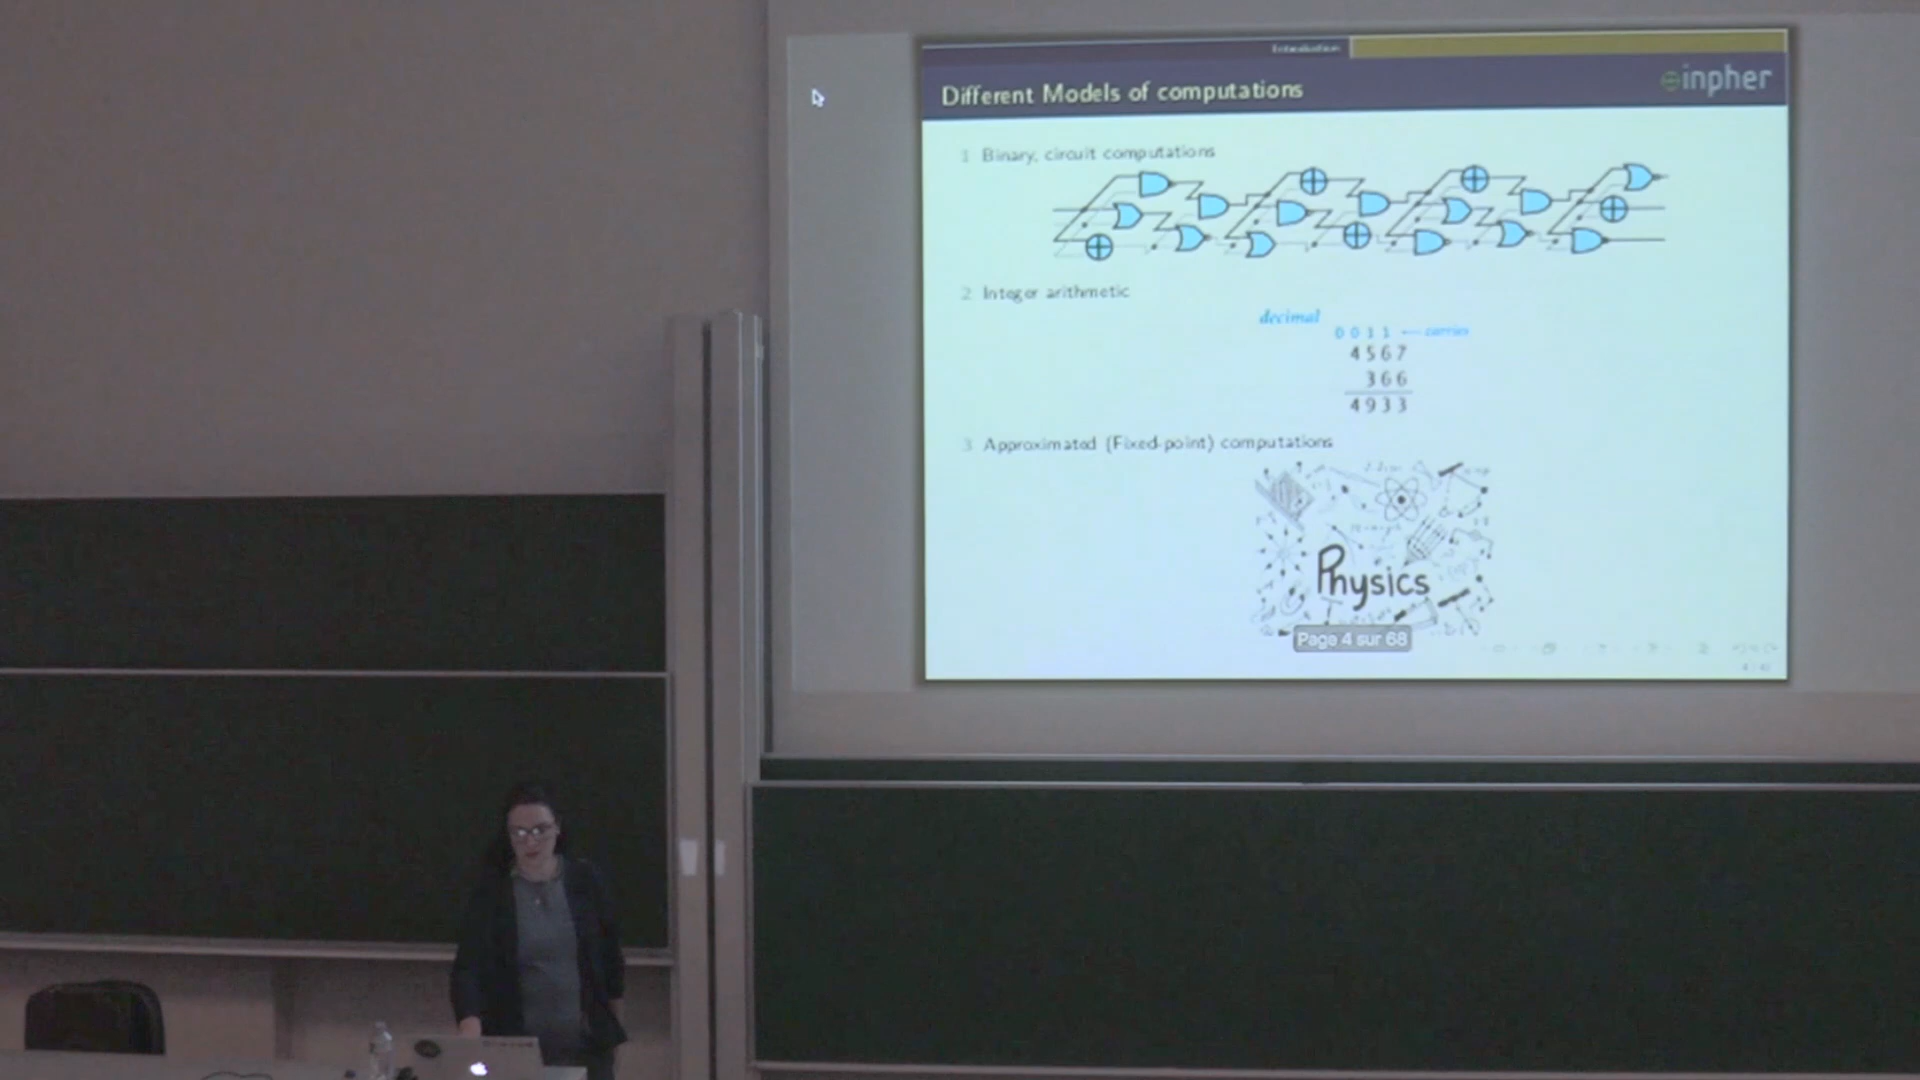 Introduction
Different Models of computations
inpher
1 Binary, circuit computations
2 Integer arithmetic
decimal
0 0 1 1 — carries
4 5 6 7
3 6 6
4 9 3 3
3 Approximated (Fixed-point) computations
Physics
Page 4 sur 68